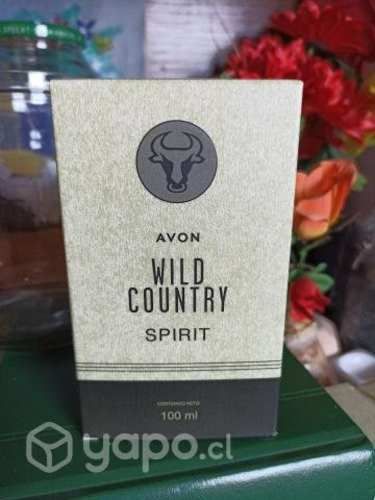 AVON
WILD
COUNTRY
SPIRIT
CONTENIDO NETO
100 ml
yapo.cl